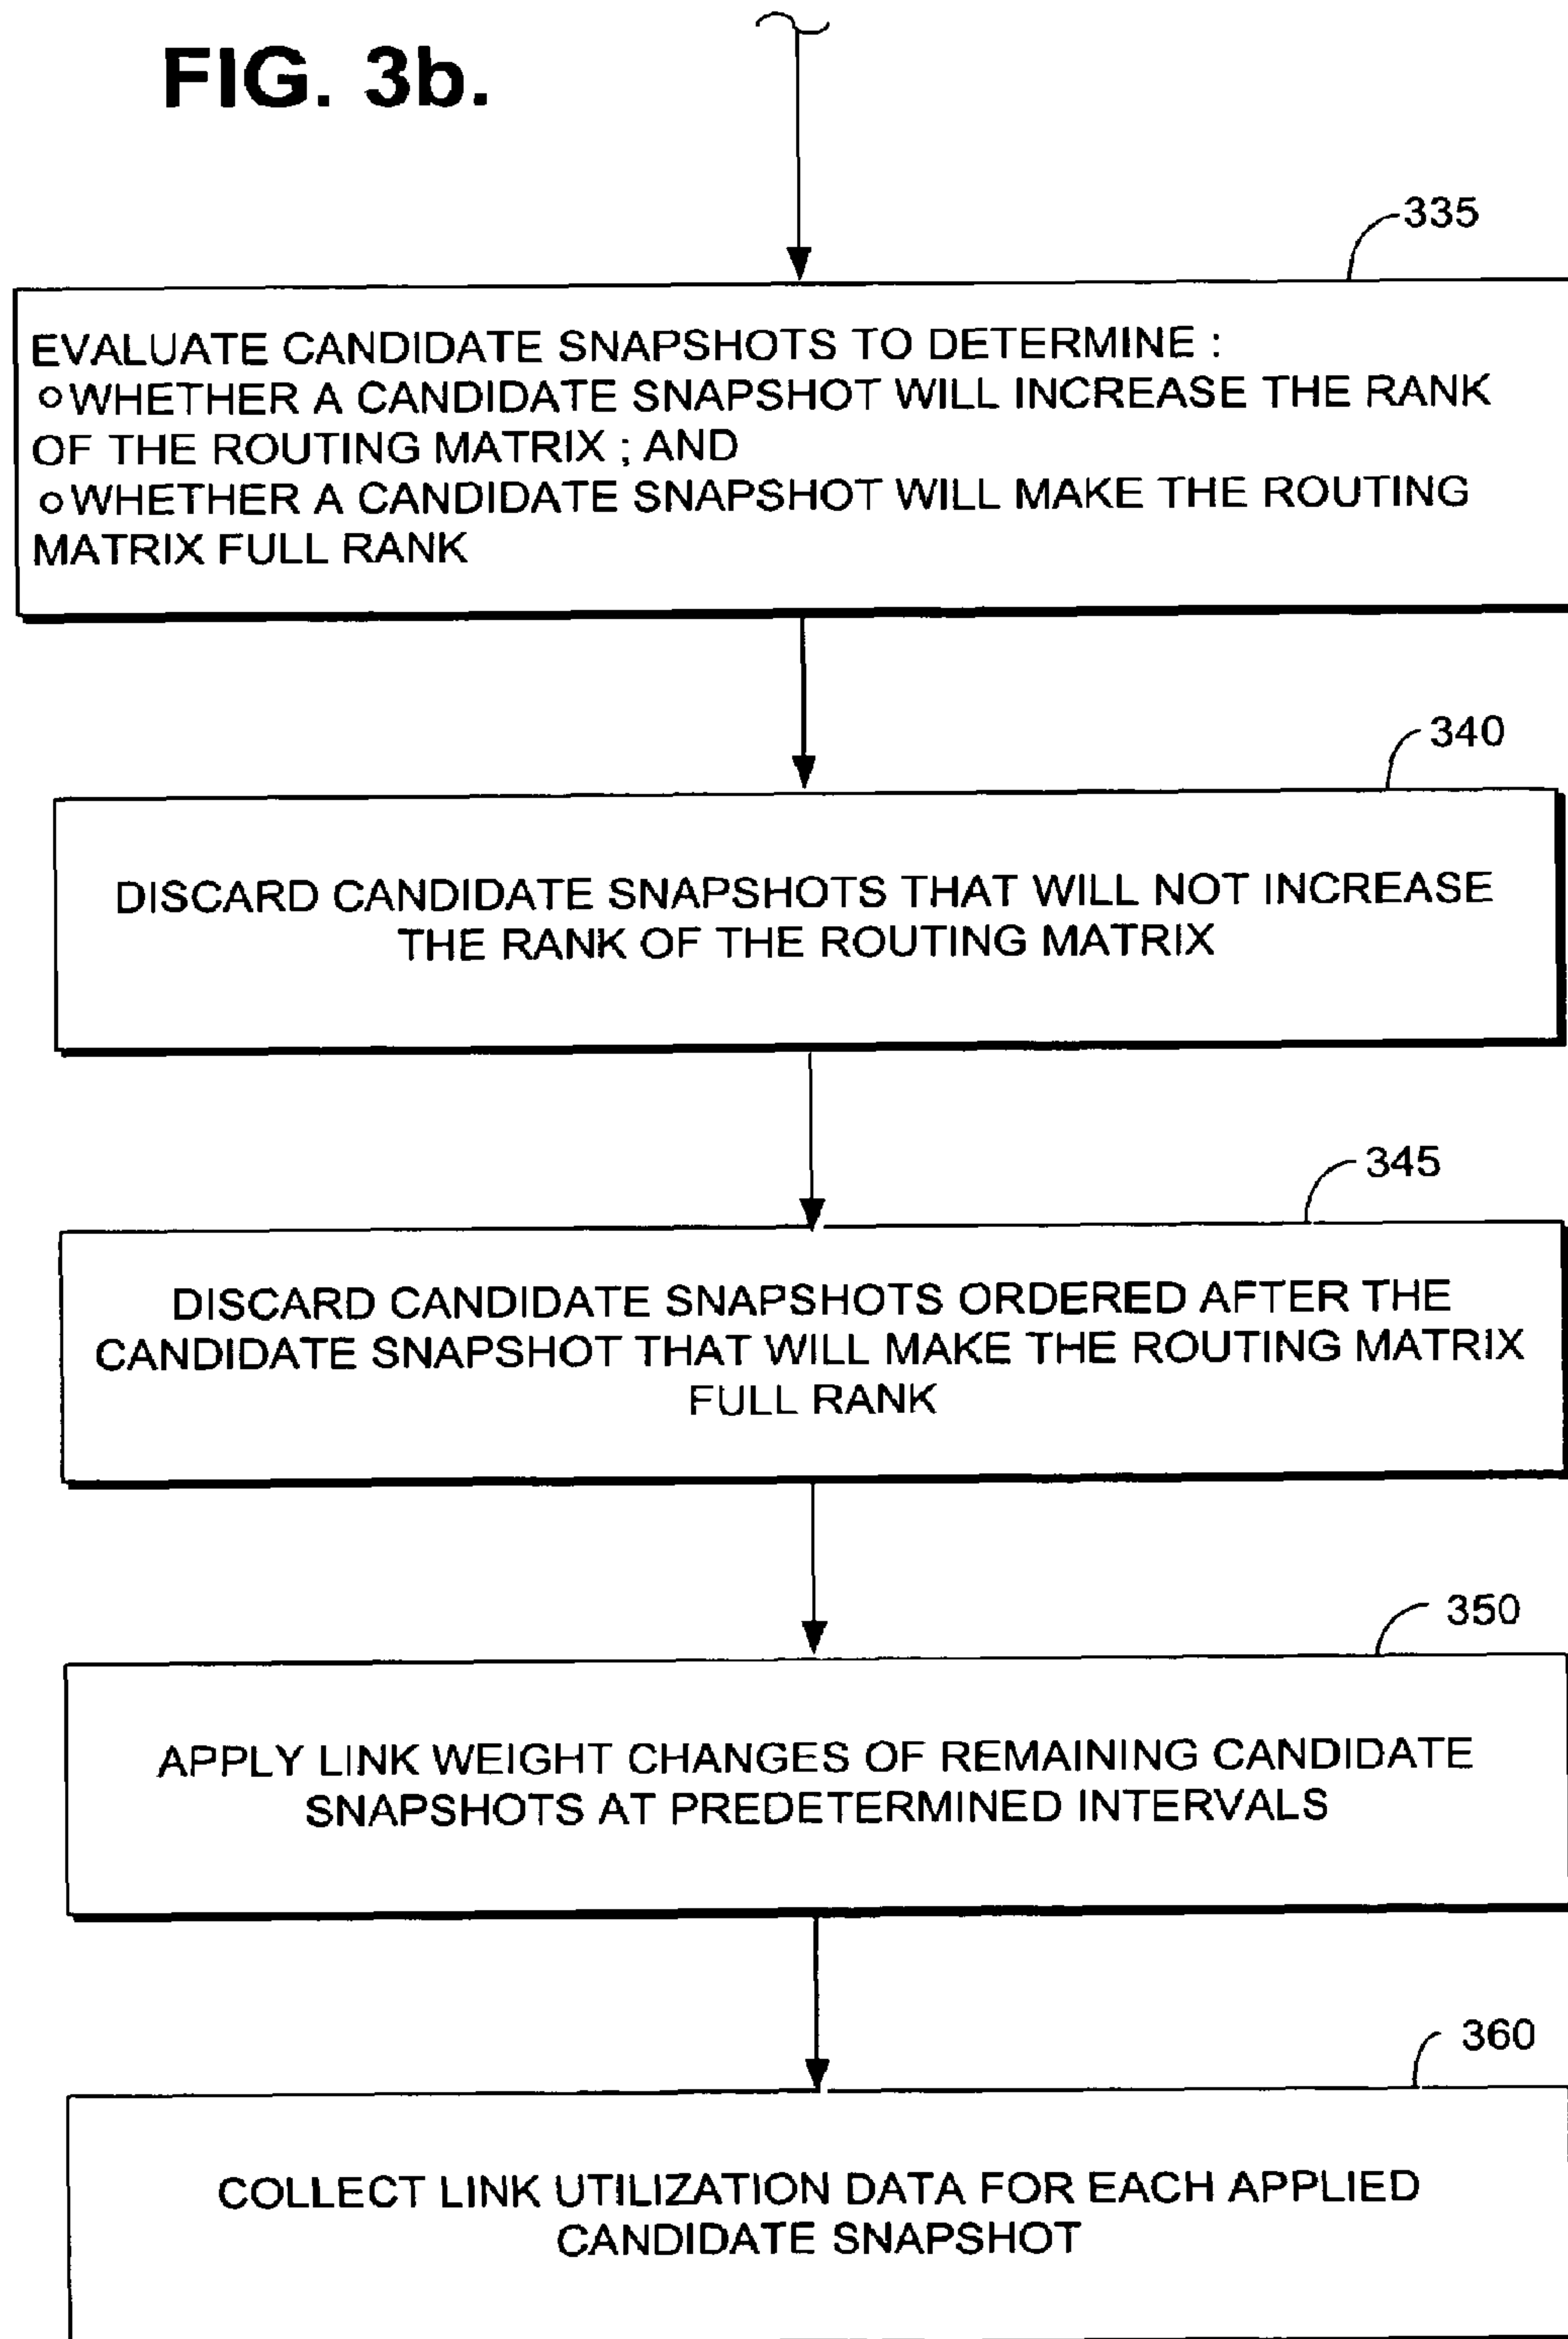 FIG. 3b.
335
EVALUATE CANDIDATE SNAPSHOTS TO DETERMINE :
o WHETHER A CANDIDATE SNAPSHOT WILL INCREASE THE RANK
OF THE ROUTING MATRIX ; AND
o WHETHER A CANDIDATE SNAPSHOT WILL MAKE THE ROUTING
MATRIX FULL RANK
340
DISCARD CANDIDATE SNAPSHOTS THAT WILL NOT INCREASE
THE RANK OF THE ROUTING MATRIX
345
DISCARD CANDIDATE SNAPSHOTS ORDERED AFTER THE
CANDIDATE SNAPSHOT THAT WILL MAKE THE ROUTING MATRIX
FULL RANK
350
APPLY LINK WEIGHT CHANGES OF REMAINING CANDIDATE
SNAPSHOTS AT PREDETERMINED INTERVALS
360
COLLECT LINK UTILIZATION DATA FOR EACH APPLIED
CANDIDATE SNAPSHOT